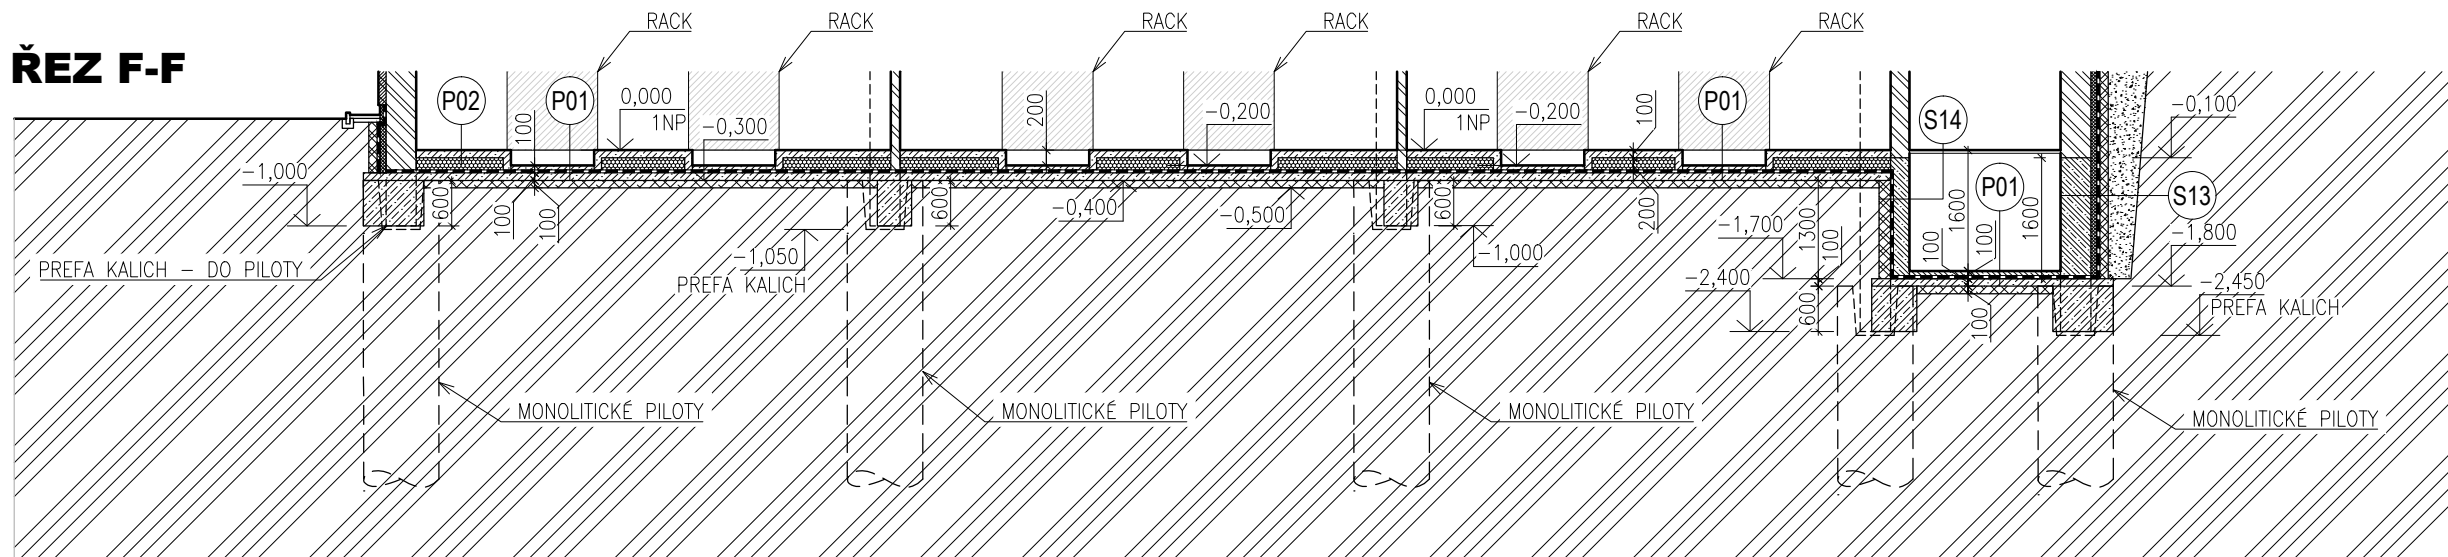 ŘEZ F-F
RACK
RACK
RACK
RACK
RACK
RACK
P02
P01
0,000
1NP
100
-0,300
200
-0,200
0,000
1NP
-0,200
100
P01
S14
-0,100
-1,000
600
100
100
600
-0,400
-0,500
600
200
-1,700
1300
100
1600
P01
1600
S13
100
100
-1,800
PREFA KALICH – DO PILOTY
-1,050
PREFA KALICH
-1,000
-2,400
600
100
-2,450
PREFA KALICH
MONOLITICKÉ PILOTY
MONOLITICKÉ PILOTY
MONOLITICKÉ PILOTY
MONOLITICKÉ PILOTY